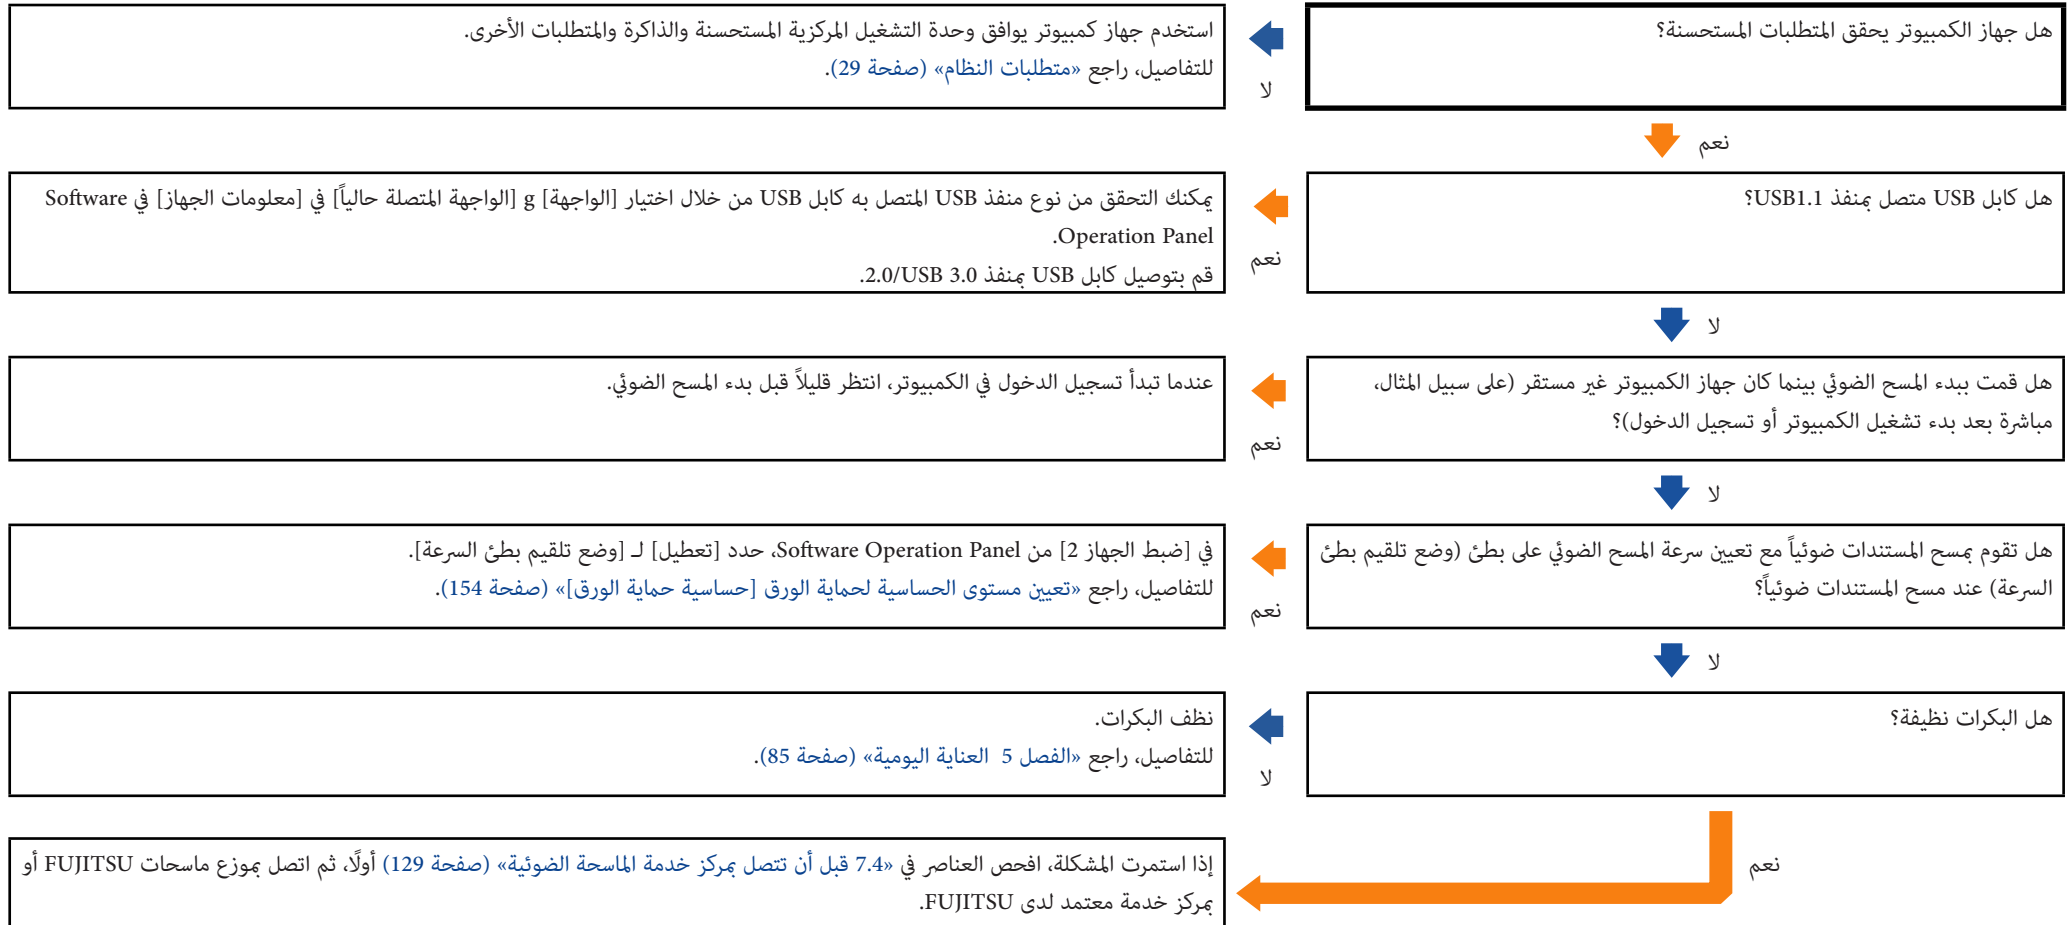 هل جهاز الكمبيوتر يحقق المتطلبات المستحسنة؟
لا
استخدم جهاز كمبيوتر يوافق وحدة التشغيل المركزية المستحسنة والذاكرة والمتطلبات الأخرى.
للتفاصيل، راجع «متطلبات النظام» (صفحة 29).
نعم
هل كابل USB متصل بمنفذ USB1.1؟
نعم
يمكنك التحقق من نوع منفذ USB المتصل به كابل USB من خلال اختيار [الواجهة] g [الواجهة المتصلة حالياً] في [معلومات الجهاز] في Software
Operation Panel.
قم بتوصيل كابل USB بمنفذ 2.0/USB 3.0.
لا
هل قمت ببدء المسح الضوئي بينما كان جهاز الكمبيوتر غير مستقر (على سبيل المثال،
مباشرة بعد بدء تشغيل الكمبيوتر أو تسجيل الدخول)؟
نعم
عندما تبدأ تسجيل الدخول في الكمبيوتر، انتظر قليلاً قبل بدء المسح الضوئي.
لا
هل تقوم بمسح المستندات ضوئياً مع تعيين سرعة المسح الضوئي على بطئ (وضع تلقيم بطئ
السرعة) عند مسح المستندات ضوئياً؟
نعم
في [ضبط الجهاز 2] من Software Operation Panel، حدد [تعطيل] لـ [وضع تلقيم بطئ السرعة].
للتفاصيل، راجع «تعيين مستوى الحساسية لحماية الورق [حساسية حماية الورق]» (صفحة 154).
لا
هل البكرات نظيفة؟
لا
نظف البكرات.
للتفاصيل، راجع «الفصل 5 العناية اليومية» (صفحة 85).
نعم
إذا استمرت المشكلة، افحص العناصر في «7.4 قبل أن تتصل بمركز خدمة الماسحة الضوئية» (صفحة 129) أولًا، ثم اتصل بموزع ماسحات FUJITSU أو
بمركز خدمة معتمد لدى FUJITSU.